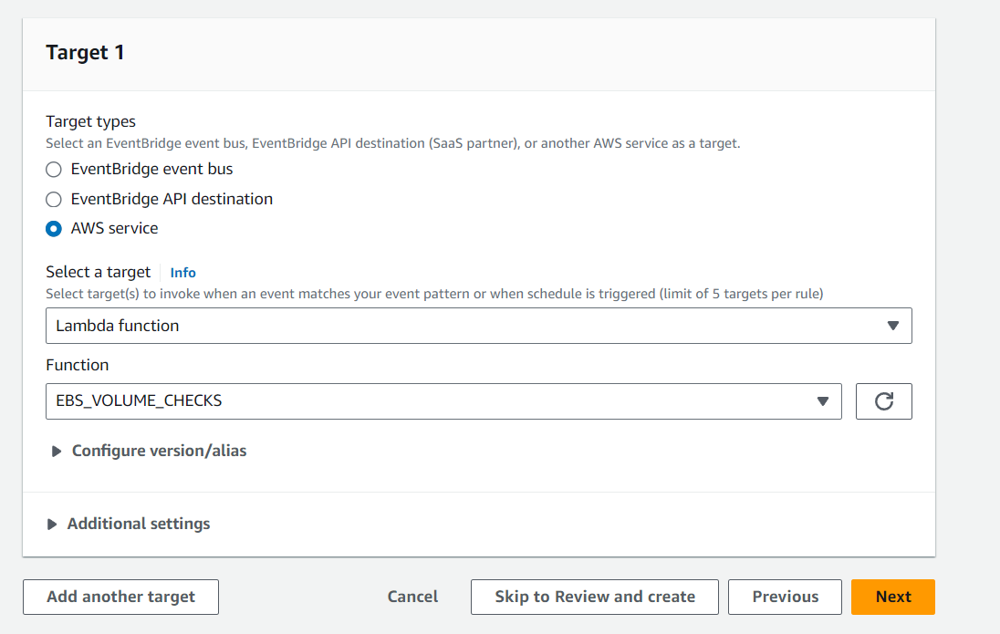 Target 1
Target types
Select an EventBridge event bus, EventBridge API destination (SaaS partner), or another AWS service as a target.
EventBridge event bus
EventBridge API destination
AWS service
Select a target Info
Select target(s) to invoke when an event matches your event pattern or when schedule is triggered (limit of 5 targets per rule)
Lambda function
Function
EBS_VOLUME_CHECKS
Configure version/alias
Additional settings
Add another target Cancel Skip to Review and create Previous Next